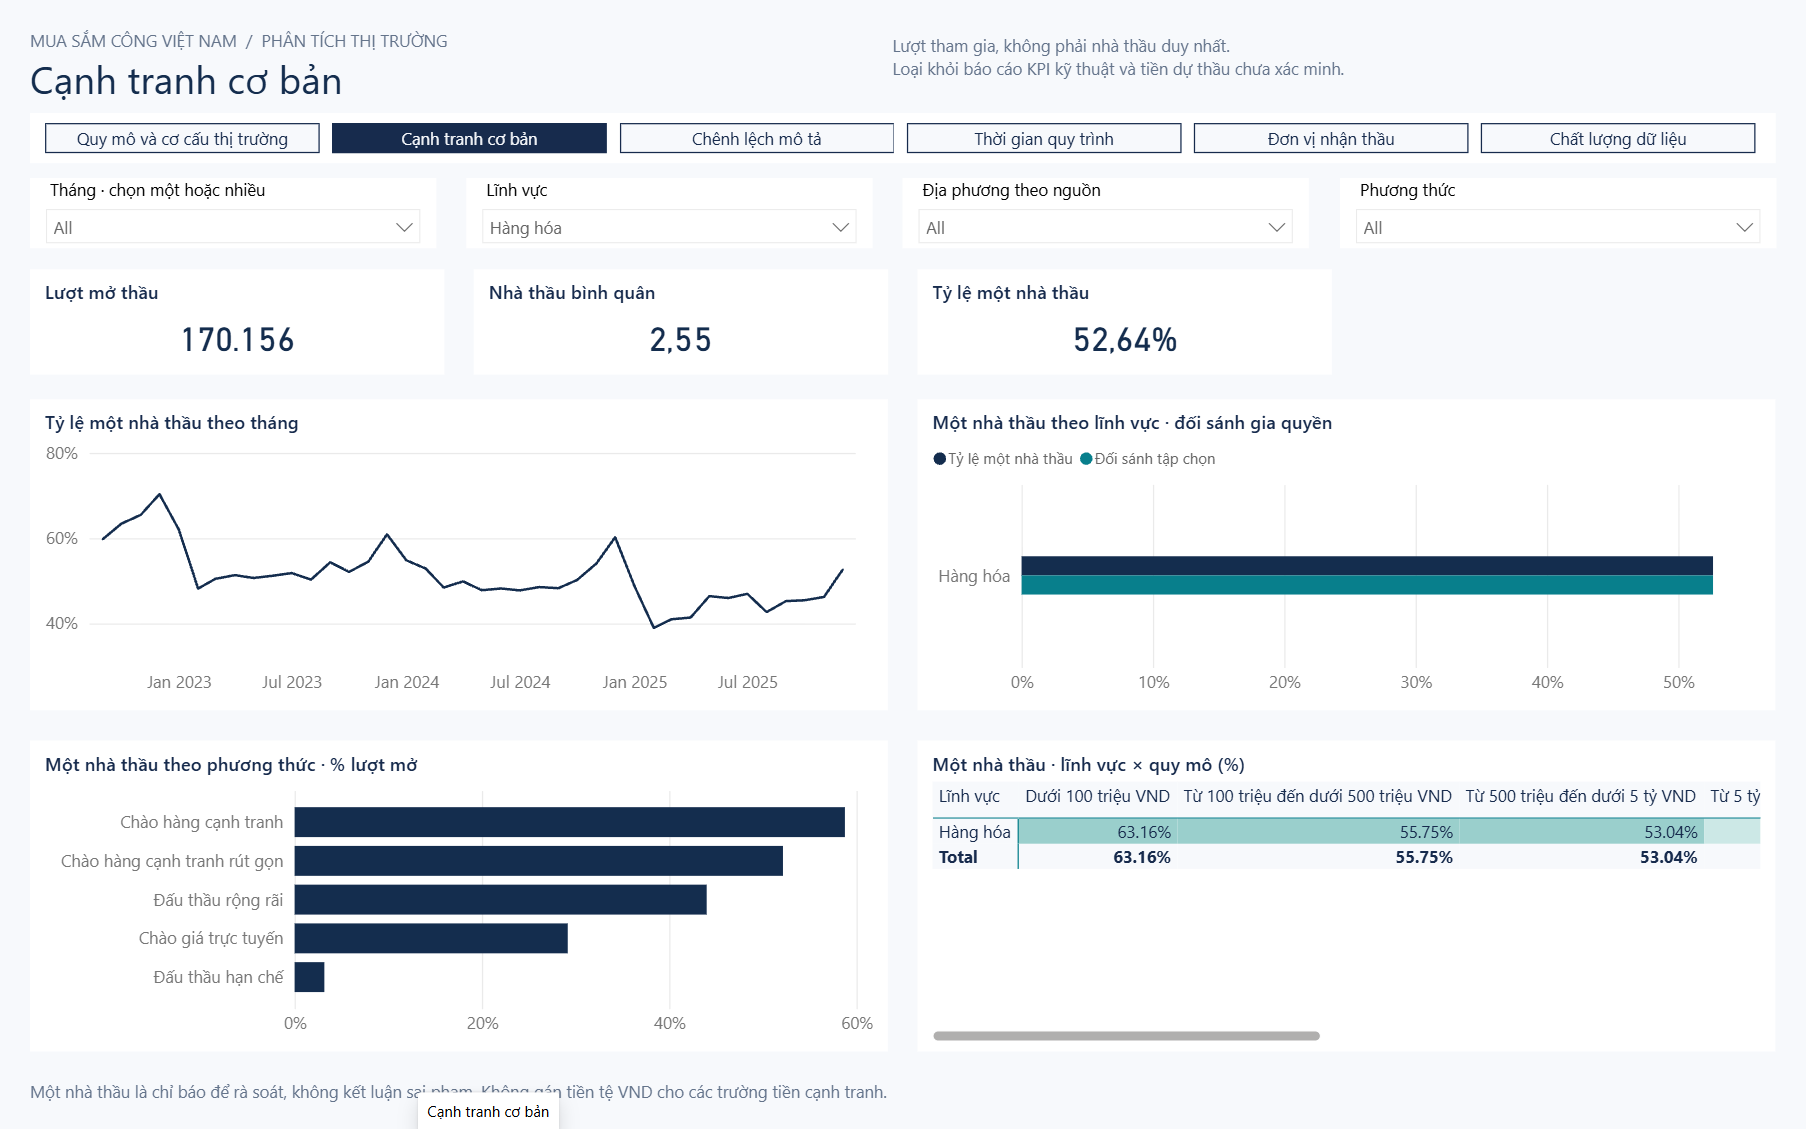 MUA SẮM CÔNG VIỆT NAM / PHÂN TÍCH THỊ TRƯỜNG
Cạnh tranh cơ bản
Lượt tham gia, không phải nhà thầu duy nhất.
Loại khỏi báo cáo KPI kỹ thuật và tiền dự thầu chưa xác minh.
Quy mô và cơ cấu thị trường
Cạnh tranh cơ bản
Chênh lệch mô tả
Thời gian quy trình
Đơn vị nhận thầu
Chất lượng dữ liệu
Tháng · chọn một hoặc nhiều
All
Lĩnh vực
Hàng hóa
Địa phương theo nguồn
All
Phương thức
All
Lượt mở thầu
170.156
Nhà thầu bình quân
2,55
Tỷ lệ một nhà thầu
52,64%
Tỷ lệ một nhà thầu theo tháng
80%
60%
40%
Jan 2023 Jul 2023 Jan 2024 Jul 2024 Jan 2025 Jul 2025
Một nhà thầu theo lĩnh vực · đối sánh gia quyền
Tỷ lệ một nhà thầu Đối sánh tập chọn
Hàng hóa
0% 10% 20% 30% 40% 50%
Một nhà thầu theo phương thức · % lượt mở
Chào hàng cạnh tranh
Chào hàng cạnh tranh rút gọn
Đấu thầu rộng rãi
Chào giá trực tuyến
Đấu thầu hạn chế
0% 20% 40% 60%
Một nhà thầu · lĩnh vực × quy mô (%)
Lĩnh vực Dưới 100 triệu VND Từ 100 triệu đến dưới 500 triệu VND Từ 500 triệu đến dưới 5 tỷ VND Từ 5 tỷ
Hàng hóa 63.16% 55.75% 53.04%
Total 63.16% 55.75% 53.04%
Một nhà thầu là chỉ báo để rà soát, không kết luận sai phạm. Không gán tiền tệ VND cho các trường tiền cạnh tranh.
Cạnh tranh cơ bản